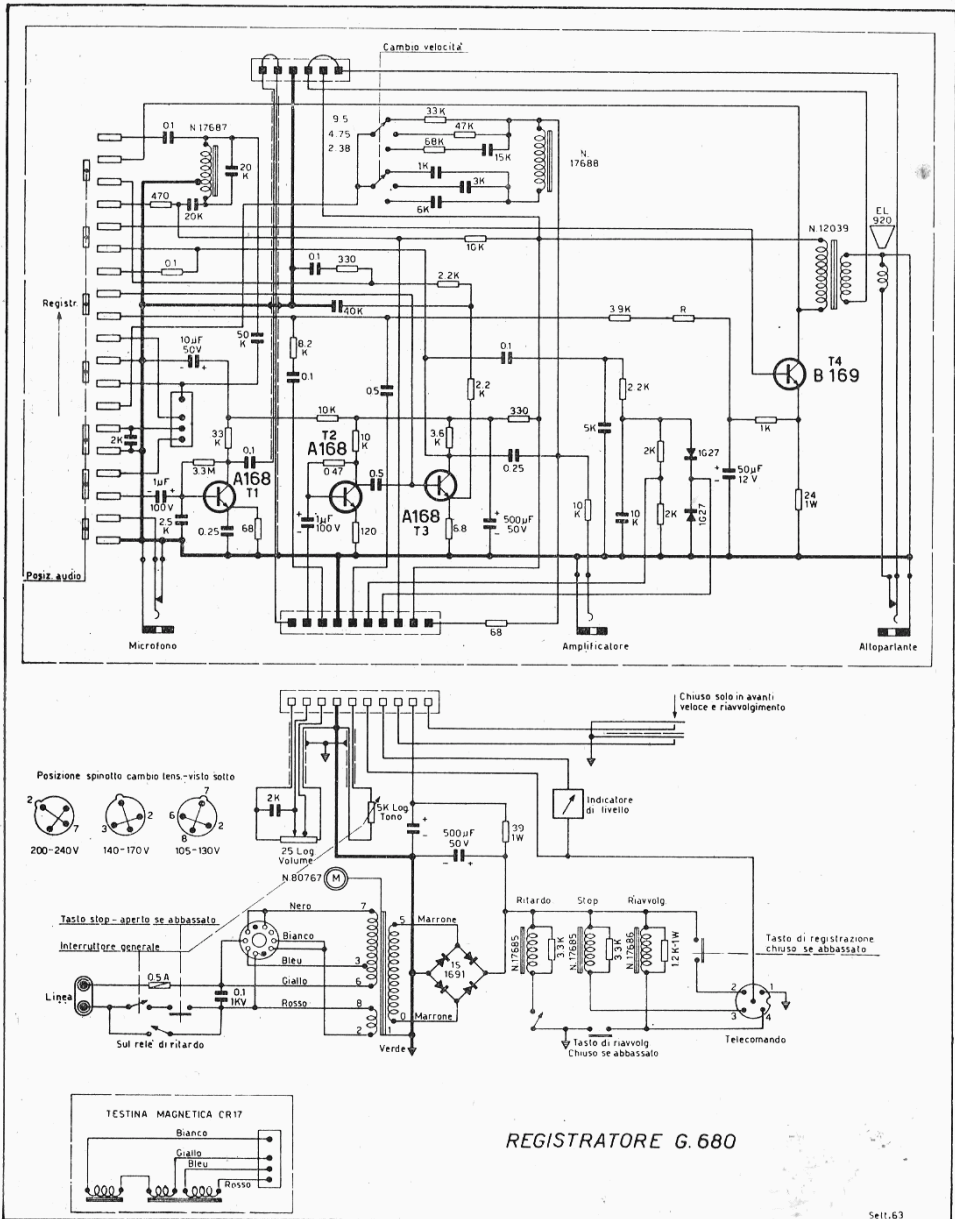 Cambio velocità
9.5
4.75
2.38
33K
47K
68K
15K
1K
3K
6K
N.
17688
0.1
N.17687
20
K
470
20K
0.1
10K
EL
920
N.12039
0.1
330
2.2K
40K
3.9K
R
Registr.
50
K
10µF
50V
8.2
K
0.1
0.5
2.2
K
0.1
T4
B 169
2.2K
33
K
10K
10
K
3.6
K
330
5K
2K
1G27
1K
2K
3.3M
0,1
A168
T1
T2
A168
0.47
0.5
A168
T3
0.25
50µF
12 V
1µF
100V
2.5
K
0.25
68
1µF
100V
120
6.8
500µF
50V
10
K
10
K
2K
1G27
24
1W
Posiz. audio
Microfono
68
Amplificatore
Altoparlante
Chiuso solo in avanti
veloce e riavvolgimento
Posizione spinotto cambio tens.-visto sotto
2
7
200-240V
3
2
140-170V
7
6
2
8
105-130V
2K
25 Log
Volume
5K Log
Tono
500µF
50V
39
1W
Indicatore
di livello
N.80767
M
Tasto stop - aperto se abbassato
Interruttore generale
Nero
7
Bianco
Bleu
3
Giallo
6
Rosso
8
2
5
Marrone
1S
1691
0
Marrone
1
Verde
Linea
0.5 A
0.1
1KV
Sul relè di ritardo
Ritardo
Stop
Riavvolg.
N.17685
3.3K
N.17685
3.3K
N.17686
1.2K-1W
Tasto di registrazione
chiuso se abbassato
2
1
3
4
Telecomando
Tasto di riavvolg.
Chiuso se abbassato
TESTINA MAGNETICA CR17
Bianco
Giallo
Bleu
Rosso
REGISTRATORE G. 680
Sett.63